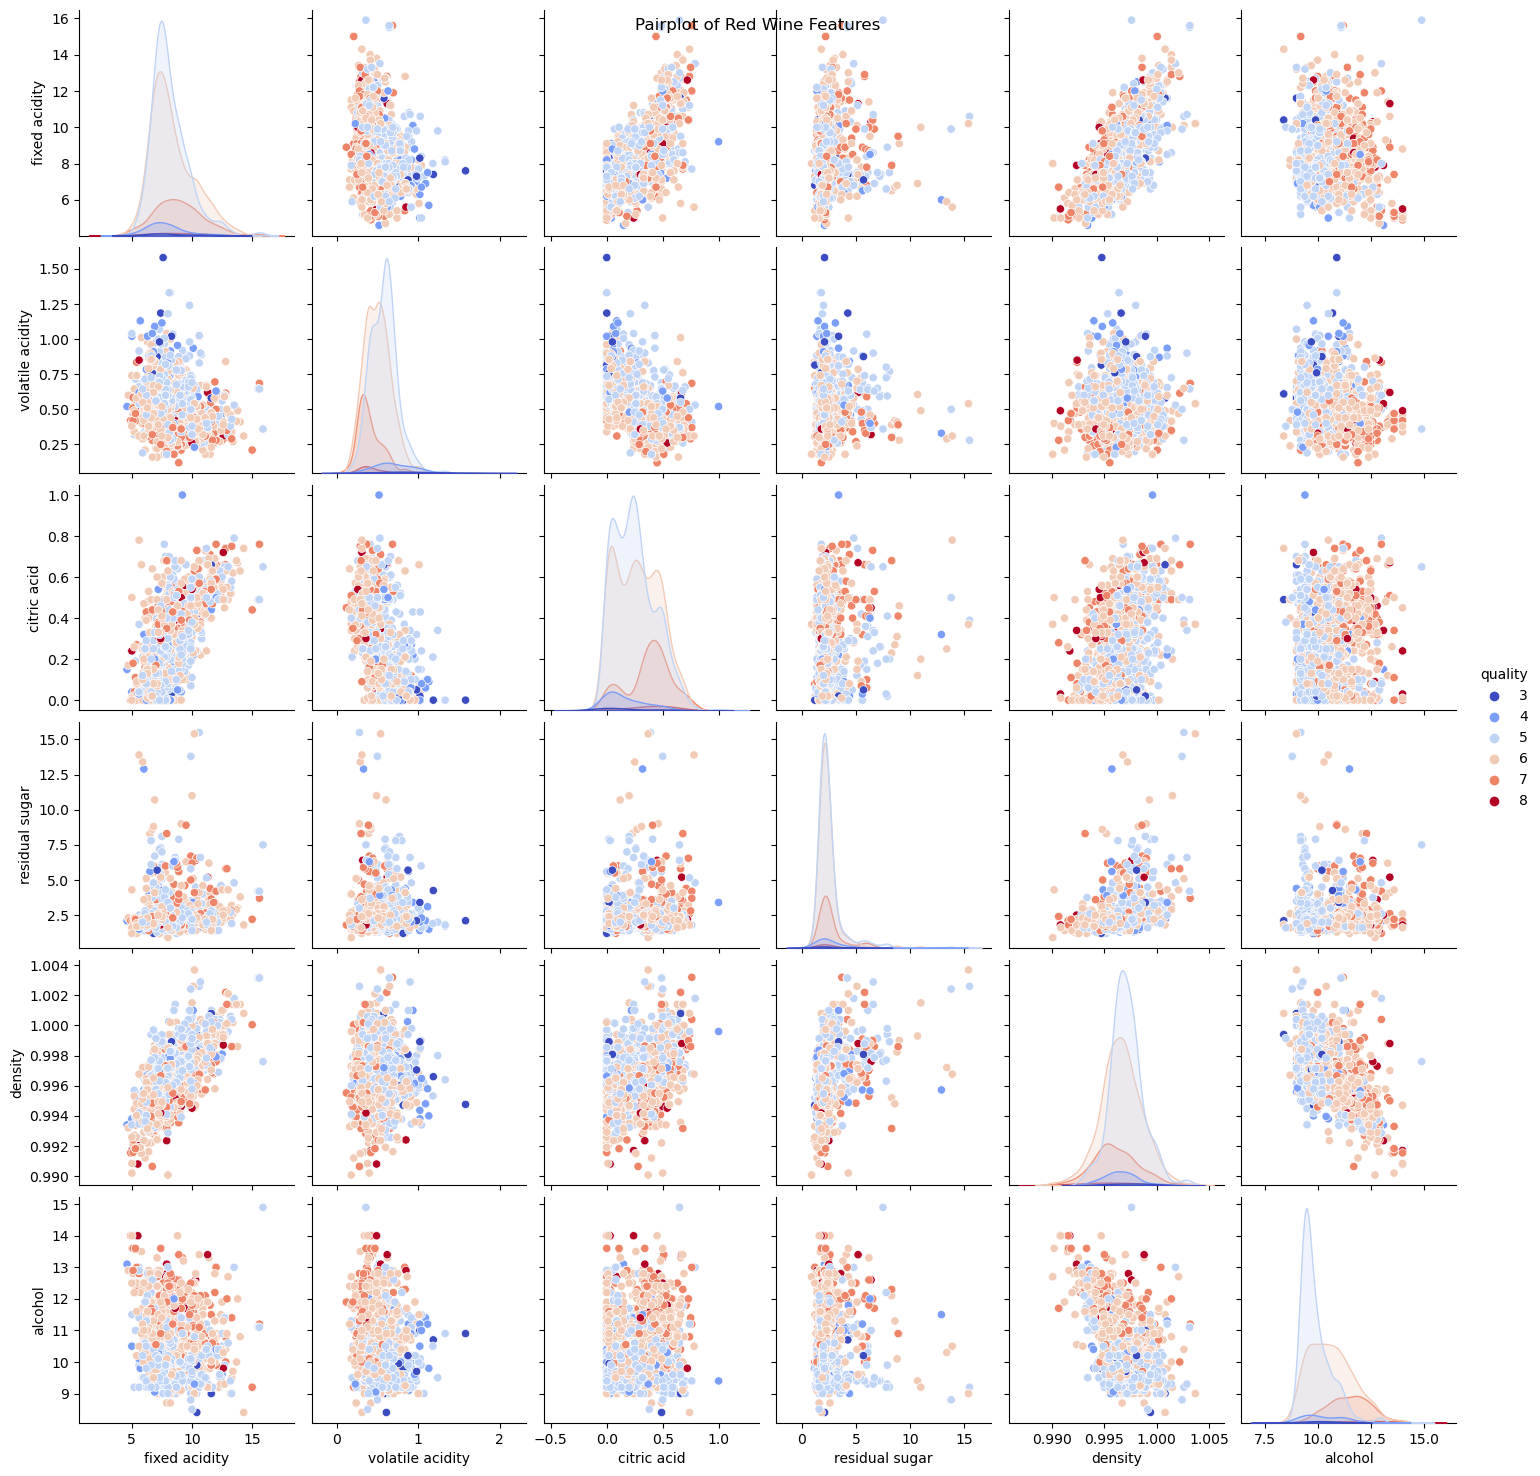 Pairplot of Red Wine Features
16
14
12
10
8
6
fixed acidity
1.50
1.25
1.00
0.75
0.50
0.25
volatile acidity
1.0
0.8
0.6
0.4
0.2
0.0
citric acid
quality
3
4
5
6
7
8
15.0
12.5
10.0
7.5
5.0
2.5
residual sugar
1.004
1.002
1.000
0.998
0.996
0.994
0.992
0.990
density
15
14
13
12
11
10
9
alcohol
5 10 15
0 1 2
−0.5 0.0 0.5 1.0
0 5 10 15
0.990 0.995 1.000 1.005
7.5 10.0 12.5 15.0
fixed acidity
volatile acidity
citric acid
residual sugar
density
alcohol